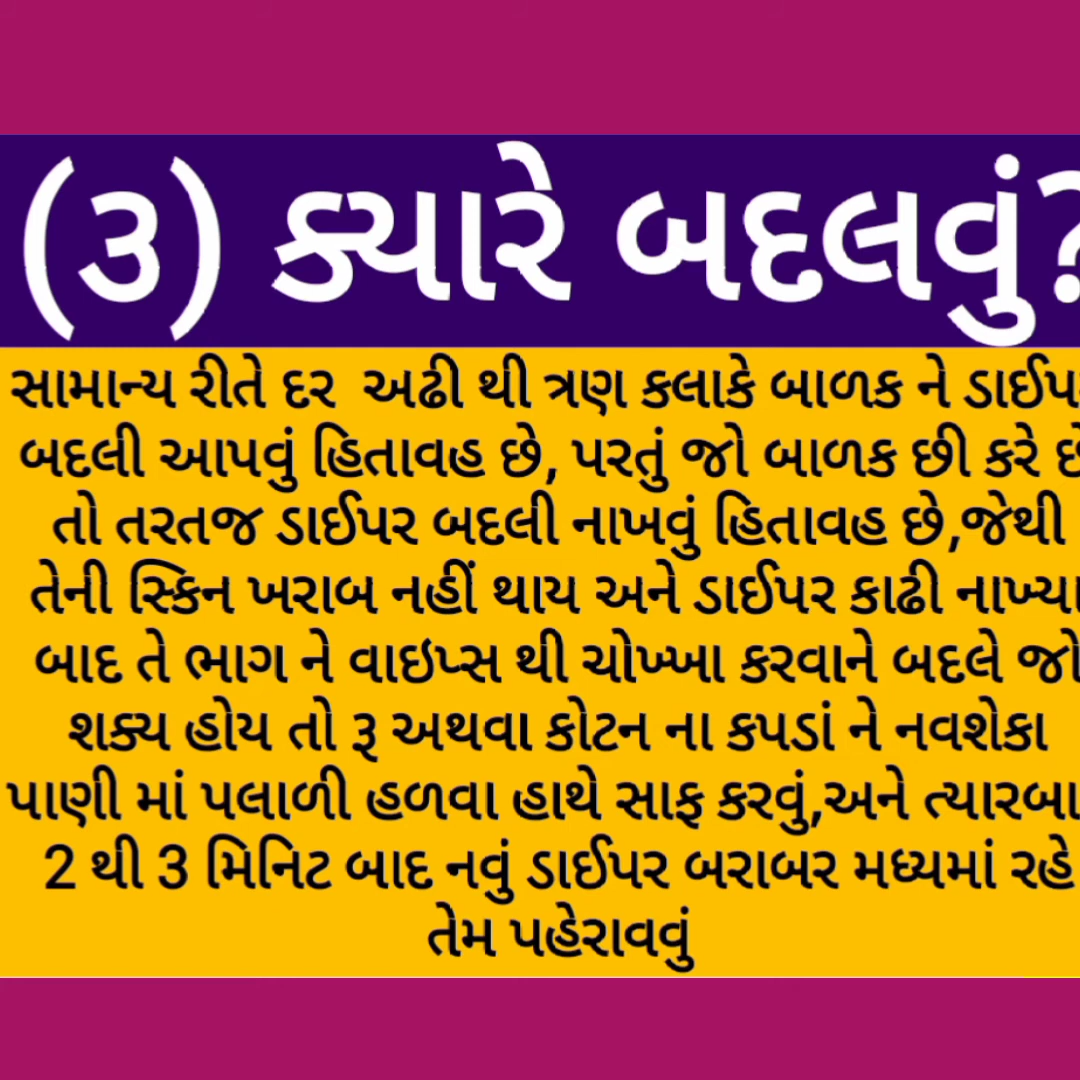 (૩) ક્યારે બદલવું?
સામાન્ય રીતે દર અઢી થી ત્રણ કલાકે બાળક ને ડાઈપર
બદલી આપવું હિતાવહ છે, પરતું જો બાળક છી કરે છે
તો તરતજ ડાઈપર બદલી નાખવું હિતાવહ છે,જેથી
તેની સ્કિન ખરાબ નહીં થાય અને ડાઈપર કાઢી નાખ્યા
બાદ તે ભાગ ને વાઇપ્સ થી ચોખ્ખા કરવાને બદલે જો
શક્ય હોય તો રૂ અથવા કોટન ના કપડાં ને નવશેકા
પાણી માં પલાળી હળવા હાથે સાફ કરવું,અને ત્યારબા
2 થી 3 મિનિટ બાદ નવું ડાઈપર બરાબર મધ્યમાં રહે
તેમ પહેરાવવું